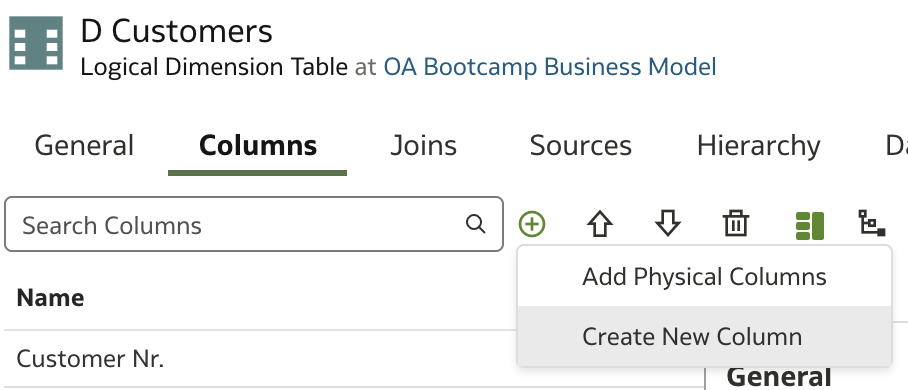 D Customers
Logical Dimension Table at OA Bootcamp Business Model
General Columns Joins Sources Hierarchy
Search Columns
Add Physical Columns
Name
Create New Column
Customer Nr.
General